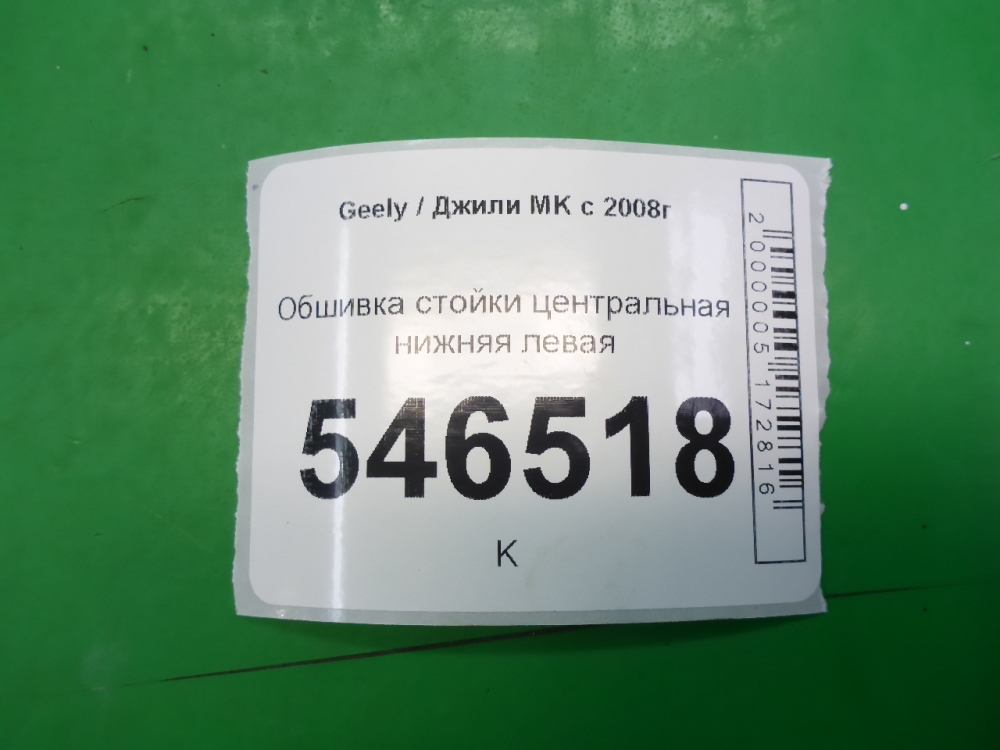 Geely / Джили МК с 2008г
Обшивка стойки центральная
нижняя левая
546518
К
2000005172816